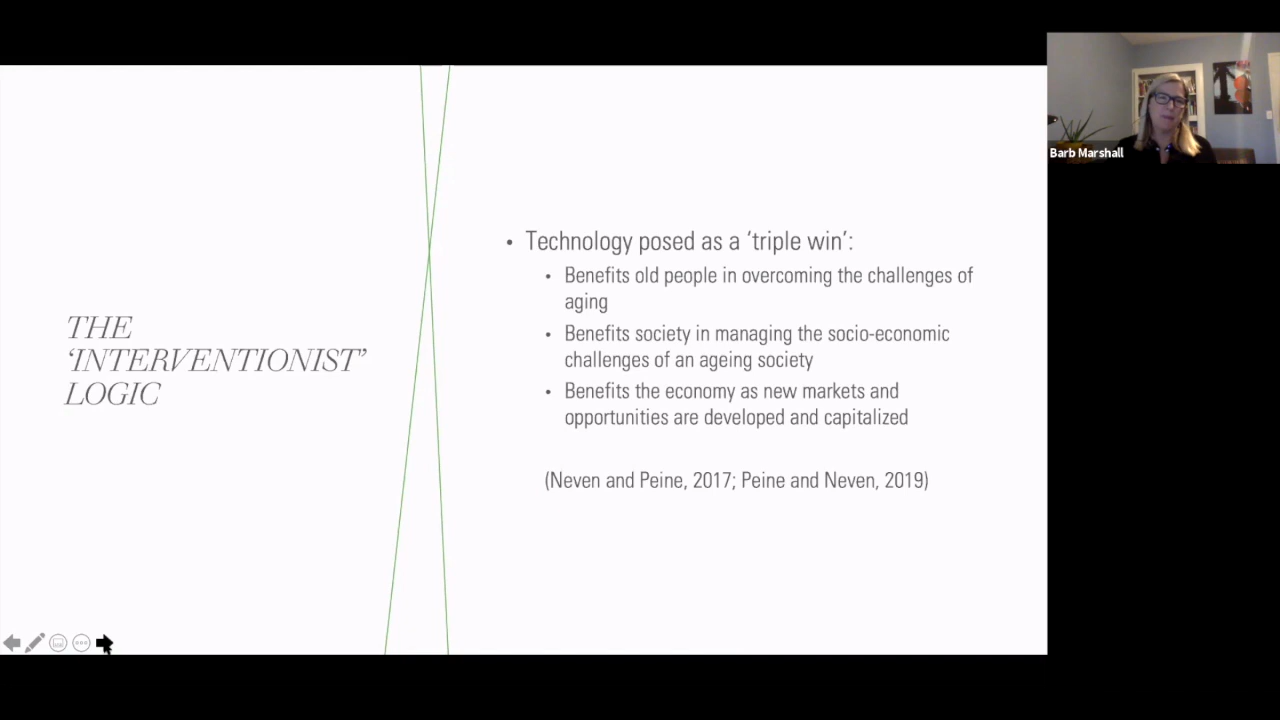 THE
‘INTERVENTIONIST’
LOGIC
• Technology posed as a ‘triple win’:
• Benefits old people in overcoming the challenges of
aging
• Benefits society in managing the socio-economic
challenges of an ageing society
• Benefits the economy as new markets and
opportunities are developed and capitalized
(Neven and Peine, 2017; Peine and Neven, 2019)
Barb Marshall